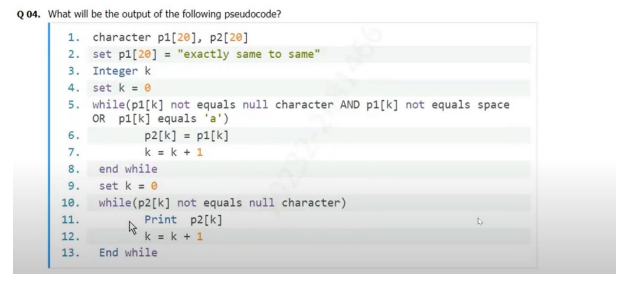 Q 04. What will be the output of the following pseudocode?
1. character p1[20], p2[20]
2. set p1[20] = "exactly same to same"
3. Integer k
4. set k = 0
5. while(p1[k] not equals null character AND p1[k] not equals space
OR p1[k] equals 'a')
6. p2[k] = p1[k]
7. k = k + 1
8. end while
9. set k = 0
10. while(p2[k] not equals null character)
11. Print p2[k]
12. k = k + 1
13. End while